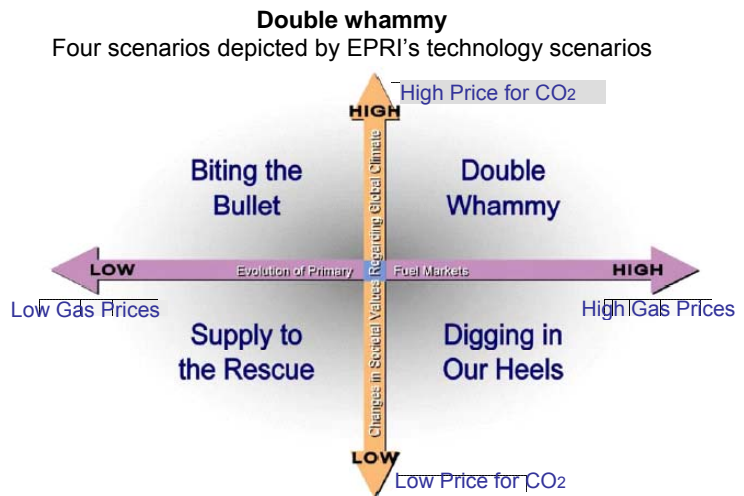 Double whammy
Four scenarios depicted by EPRI's technology scenarios
High Price for CO2
HIGH
Biting the
Bullet
Double
Whammy
Changes in Societal Values Regarding Global Climate
LOW
Evolution of Primary Fuel Markets
HIGH
Low Gas Prices
High Gas Prices
Supply to
the Rescue
Digging in
Our Heels
LOW
Low Price for CO2